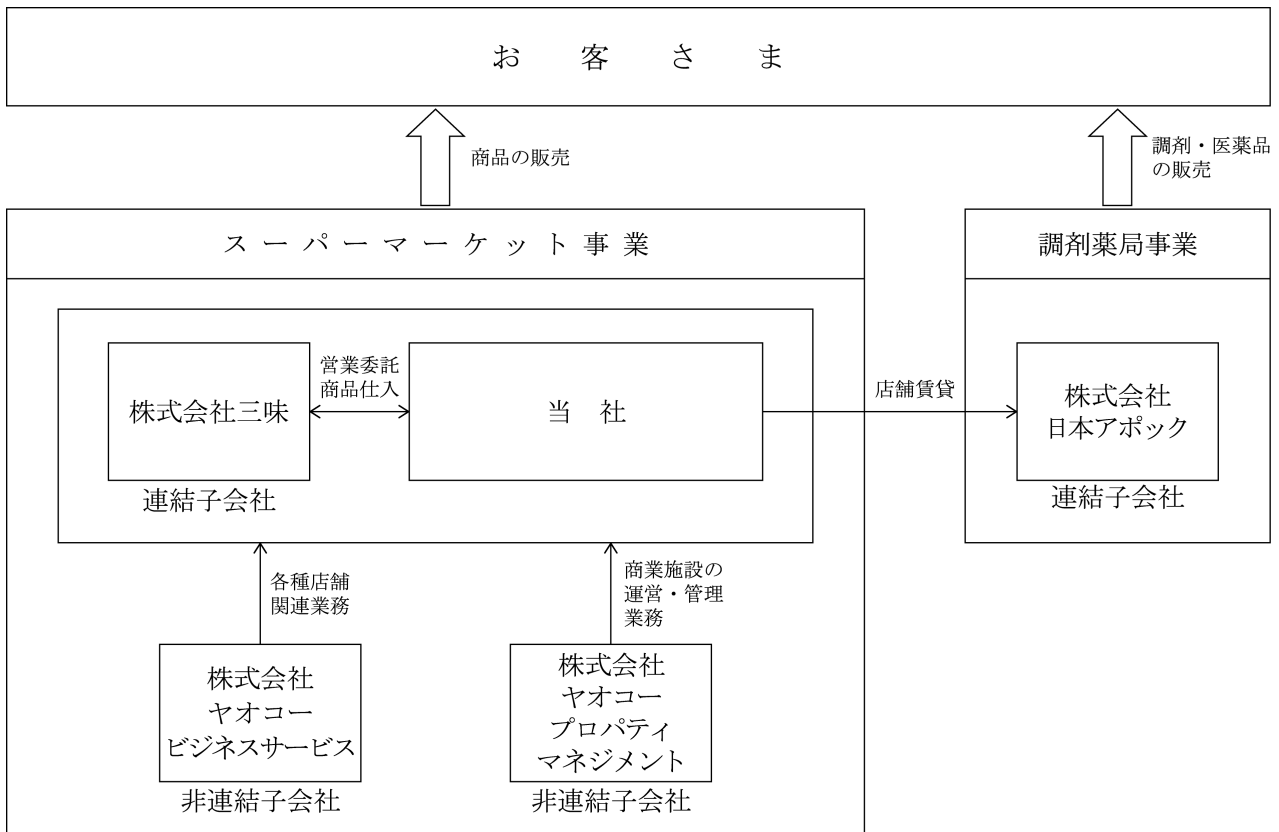 お客さま
商品の販売
調剤・医薬品
の販売
スーパーマーケット事業
調剤薬局事業
株式会社三味
営業委託
商品仕入
当社
店舗賃貸
株式会社
日本アポック
連結子会社
連結子会社
各種店舗
関連業務
商業施設の
運営・管理
業務
株式会社
ヤオコー
ビジネスサービス
株式会社
ヤオコー
プロパティ
マネジメント
非連結子会社
非連結子会社